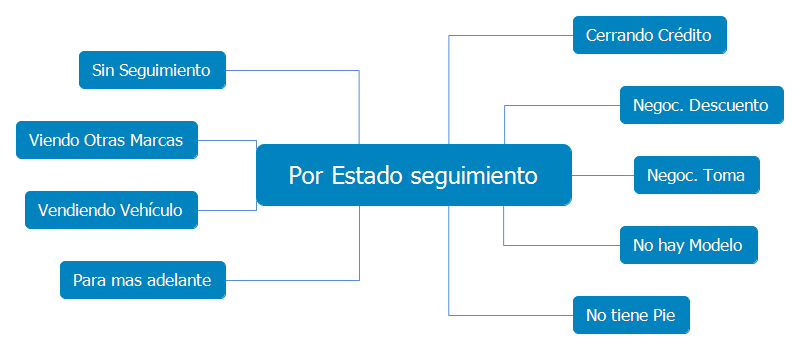 Cerrando Crédito
Sin Seguimiento
Negoc. Descuento
Viendo Otras Marcas
Por Estado seguimiento
Negoc. Toma
Vendiendo Vehículo
No hay Modelo
Para mas adelante
No tiene Pie